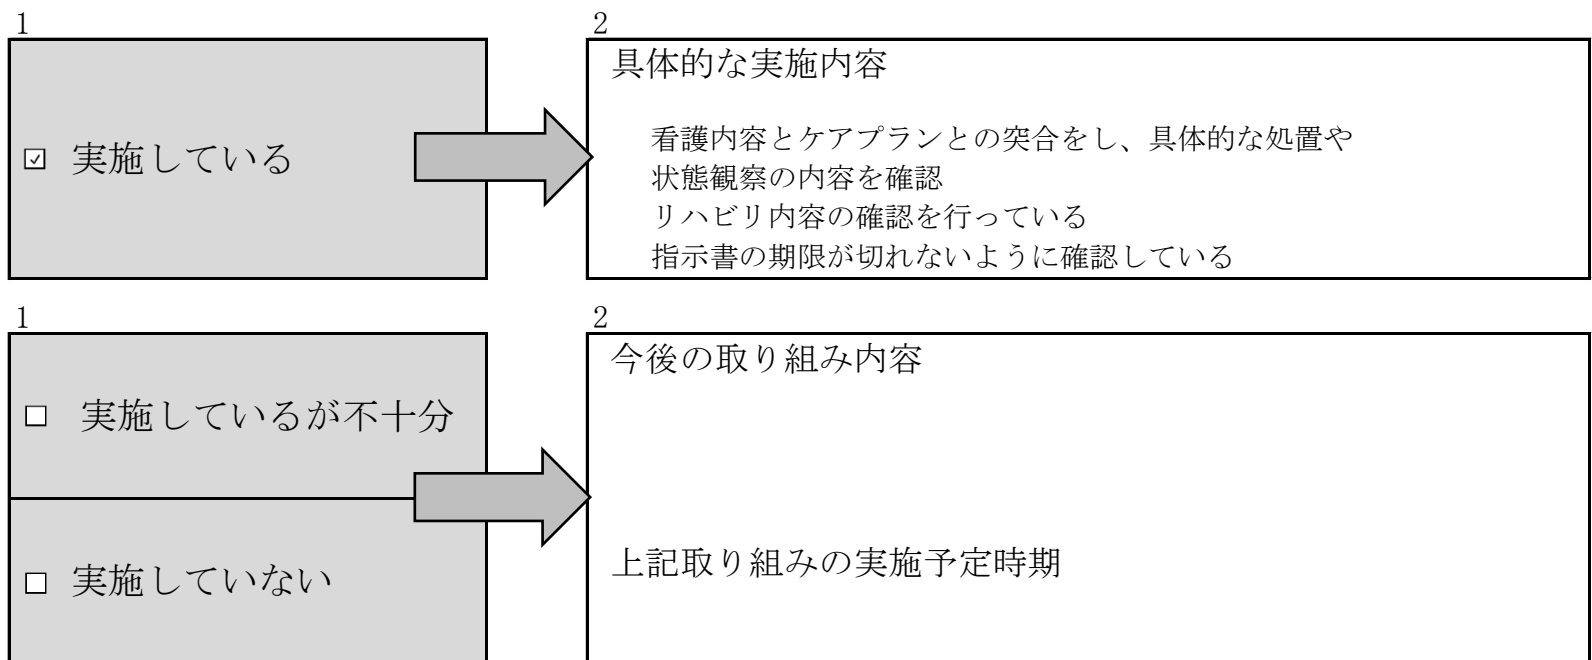 1
2
☑ 実施している
具体的な実施内容
看護内容とケアプランとの突合をし、具体的な処置や
状態観察の内容を確認
リハビリ内容の確認を行っている
指示書の期限が切れないように確認している
1
2
☐ 実施しているが不十分
☐ 実施していない
今後の取り組み内容
上記取り組みの実施予定時期